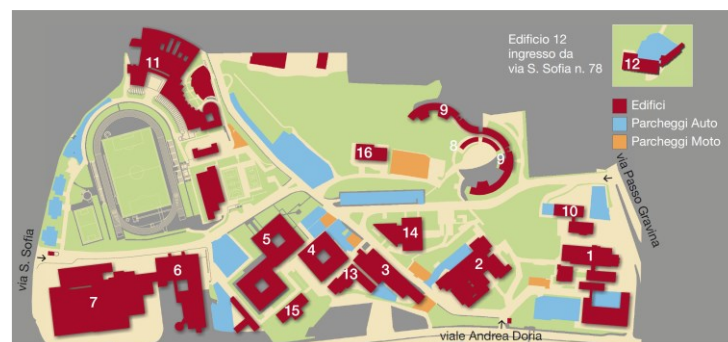 Edificio 12
ingresso da
via S. Sofia n. 78
12
Edifici
Parcheggi Auto
Parcheggi Moto
11
9
8
9
16
via Passo Gravina
10
14
5
4
1
2
3
13
6
via S. Sofia
7
15
viale Andrea Doria